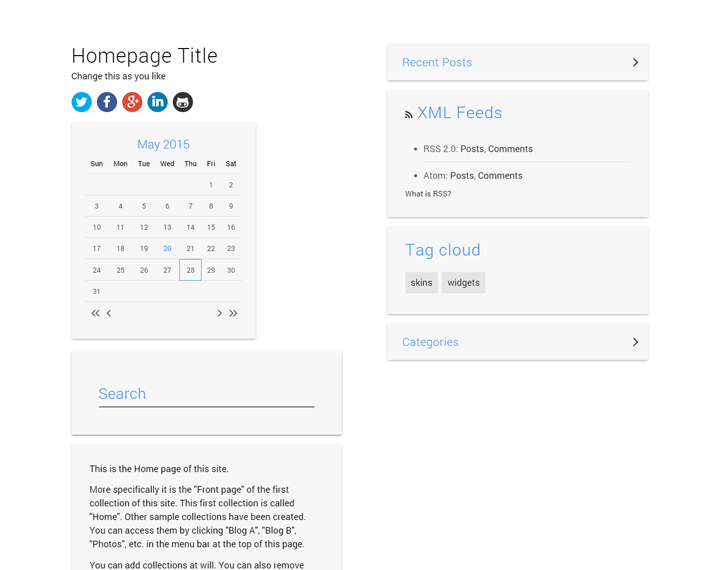 Homepage Title
Change this as you like
May 2015
Sun Mon Tue Wed Thu Fri Sat
1 2
3 4 5 6 7 8 9
10 11 12 13 14 15 16
17 18 19 20 21 22 23
24 25 26 27 28 29 30
31
Search
This is the Home page of this site.
More specifically it is the "Front page" of the first
collection of this site. This first collection is called
"Home". Other sample collections have been created.
You can access them by clicking "Blog A", "Blog B",
"Photos", etc. in the menu bar at the top of this page.
You can add collections at will. You can also remove
Recent Posts
XML Feeds
RSS 2.0: Posts, Comments
Atom: Posts, Comments
What is RSS?
Tag cloud
skins widgets
Categories